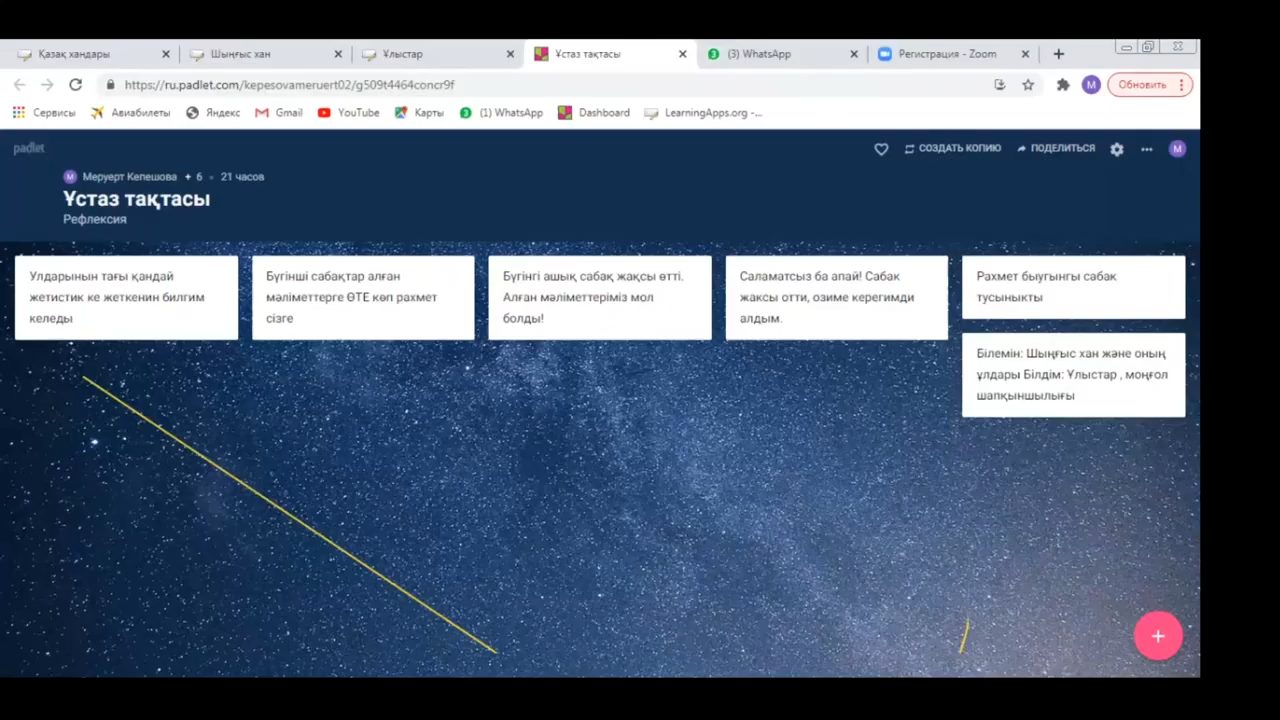 Қазақ хандары
Шыңғыс хан
Ұлыстар
Ұстаз тақтасы
(3) WhatsApp
Регистрация - Zoom
https://ru.padlet.com/kepesovameruert02/g509t4464concr9f
M
Обновить
Сервисы
Авиабилеты
Яндекс
Gmail
YouTube
Карты
(1) WhatsApp
Dashboard
LearningApps.org -...
padlet
СОЗДАТЬ КОПИЮ
ПОДЕЛИТЬСЯ
M
M Меруерт Кепешова + 6 • 21 часов
Ұстаз тақтасы
Рефлексия
Улдарынын тағы қандай
жетистик ке жеткенин билгим
келеды
Бүгінші сабақтар алған
мәліметтерге ӨТЕ көп рахмет
сізге
Бүгінгі ашық сабақ жақсы өтті.
Алған мәліметтеріміз мол
болды!
Саламатсыз ба апай! Сабак
жаксы отти, озиме керегимди
алдым.
Рахмет быугынгы сабак
тусыныкты
Білемін: Шыңғыс хан және оның
ұлдары Білдім: Ұлыстар , моңғол
шапқыншылығы